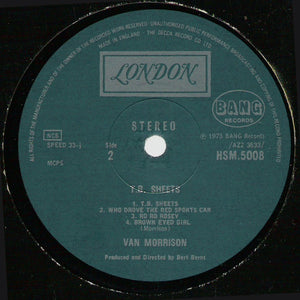 ALL RIGHTS OF THE MANUFACTURER AND OF THE OWNER OF THE RECORDED WORK RESERVED UNAUTHORISED PUBLIC PERFORMANCE BROADCASTING AND COPYING OF THIS RECORD PROHIBITED
MADE IN ENGLAND, · THE DECCA RECORD CO. LTD.
LONDON
BANG
RECORDS
STEREO
NCB
SPEED 33⅓
MCPS
Side
2
℗ 1973 BANG Records
(AZZ 3633)
HSM.5008
T.B. SHEETS
1. T.B. SHEETS
2. WHO DROVE THE RED SPORTS CAR
3. RO RO ROSEY
4. BROWN EYED GIRL
(Morrison)
VAN MORRISON
Produced and Directed by Bert Berns